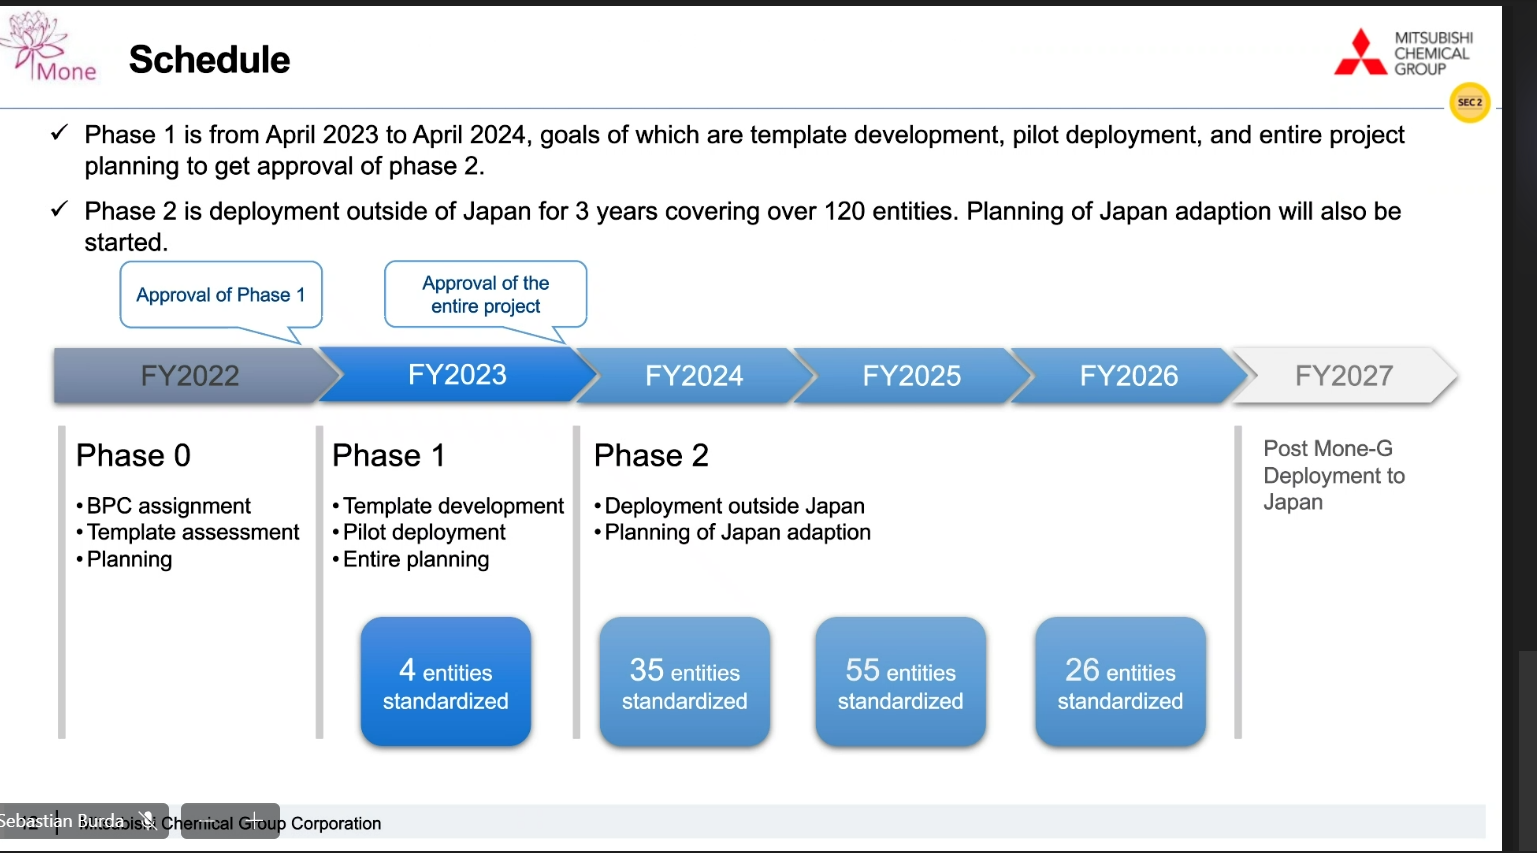 Mone
Schedule
MITSUBISHI
CHEMICAL
GROUP
SEC 2
✓ Phase 1 is from April 2023 to April 2024, goals of which are template development, pilot deployment, and entire project
planning to get approval of phase 2.
✓ Phase 2 is deployment outside of Japan for 3 years covering over 120 entities. Planning of Japan adaption will also be
started.
Approval of Phase 1
Approval of the
entire project
FY2022
FY2023
FY2024
FY2025
FY2026
FY2027
Phase 0
• BPC assignment
• Template assessment
• Planning
Phase 1
• Template development
• Pilot deployment
• Entire planning
Phase 2
• Deployment outside Japan
• Planning of Japan adaption
Post Mone-G
Deployment to
Japan
4 entities
standardized
35 entities
standardized
55 entities
standardized
26 entities
standardized
Sebastian Burda
12 | Mitsubishi Chemical Group Corporation